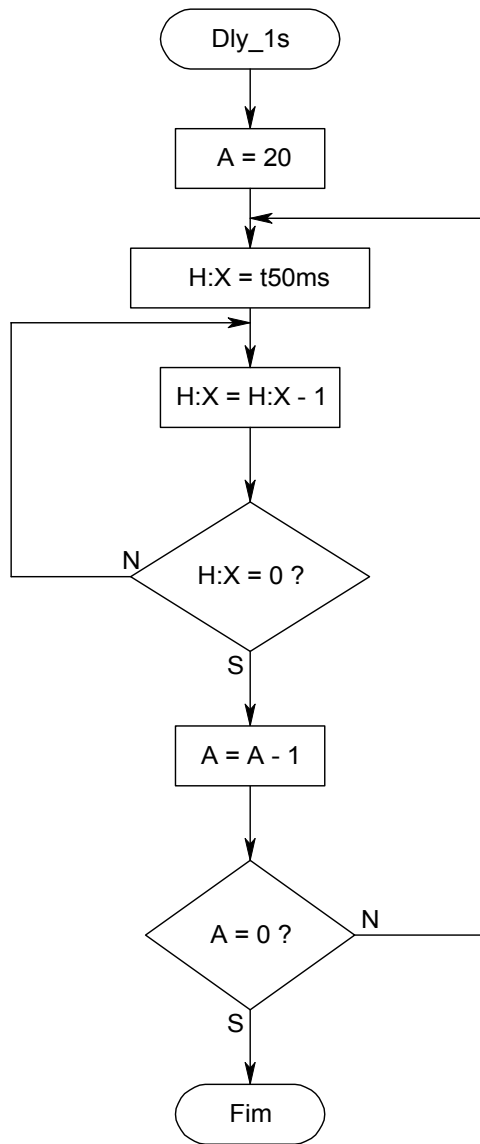 Dly_1s
A = 20
H:X = t50ms
H:X = H:X - 1
N
H:X = 0 ?
S
A = A - 1
N
A = 0 ?
S
Fim